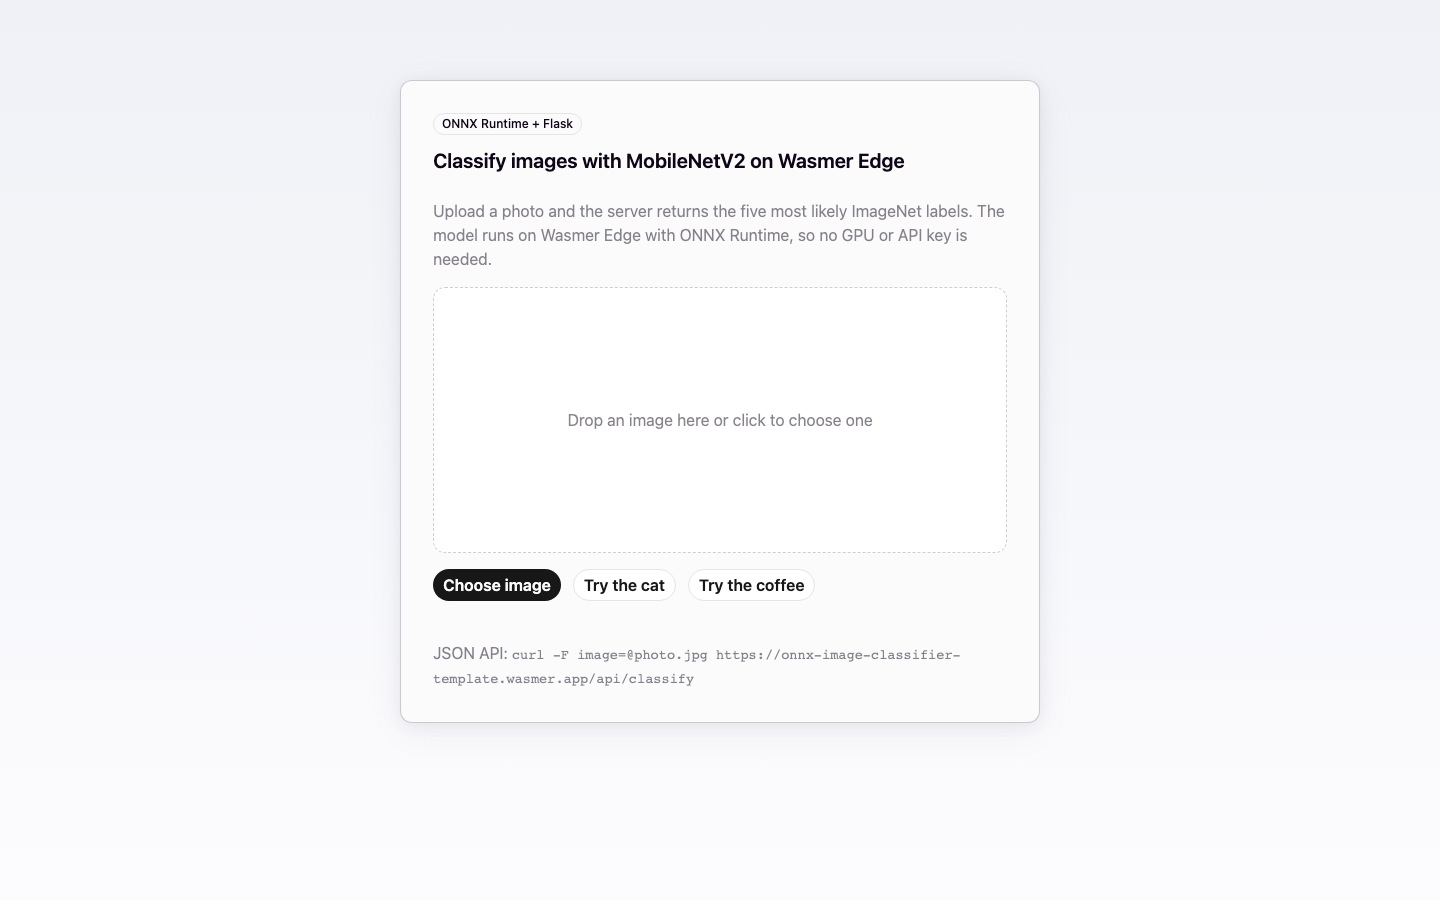 ONNX Runtime + Flask
Classify images with MobileNetV2 on Wasmer Edge
Upload a photo and the server returns the five most likely ImageNet labels. The
model runs on Wasmer Edge with ONNX Runtime, so no GPU or API key is
needed.
Drop an image here or click to choose one
Choose image
Try the cat
Try the coffee
JSON API: curl -F image=@photo.jpg https://onnx-image-classifier-
template.wasmer.app/api/classify